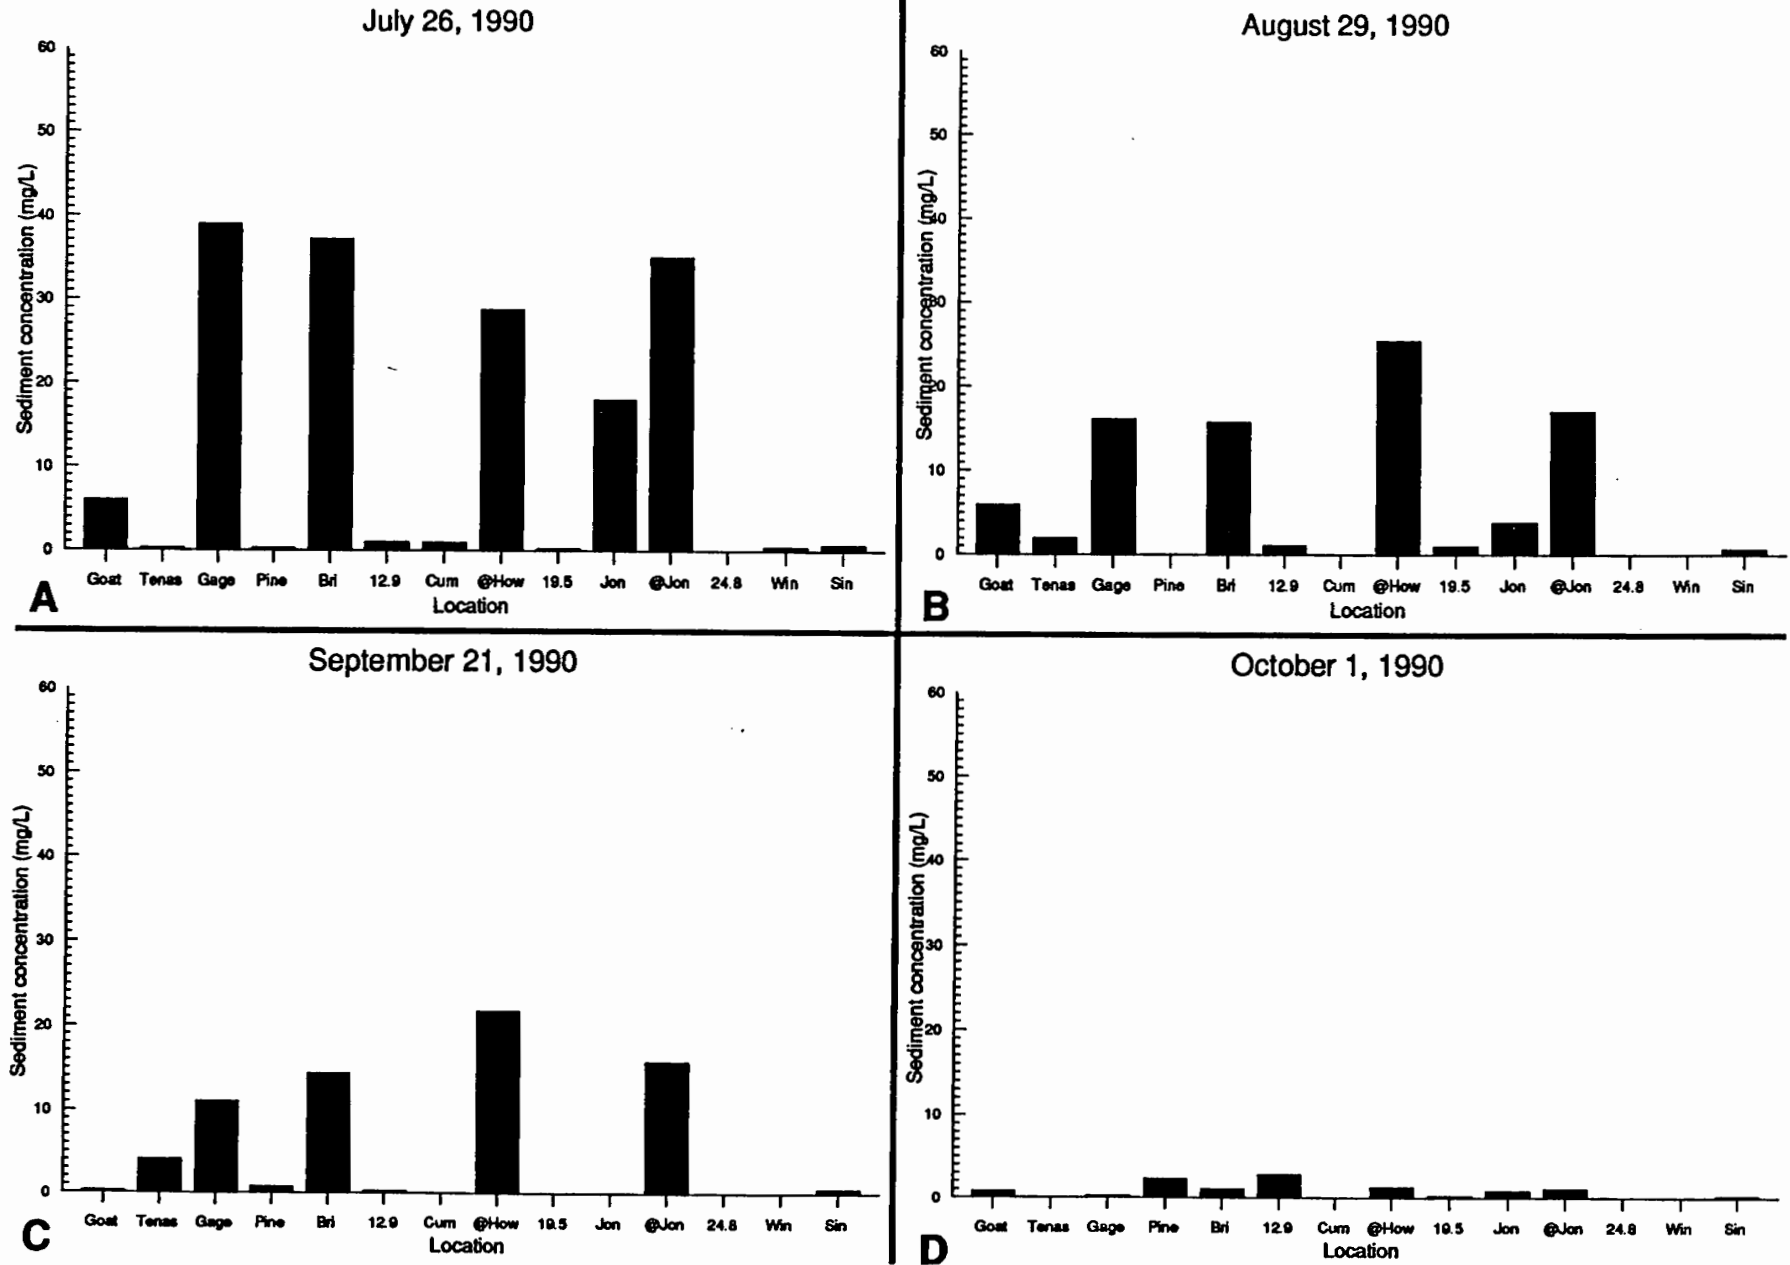 July 26, 1990
60
50
40
30
20
10
0
Sediment concentration (mg/L)
Goat Tenas Gage Pine Bri 12.9 Cum @How 19.5 Jon @Jon 24.8 Win Sin
Location
A
August 29, 1990
60
50
40
30
20
10
0
Sediment concentration (mg/L)
Goat Tenas Gage Pine Bri 12.9 Cum @How 19.5 Jon @Jon 24.8 Win Sin
Location
B
September 21, 1990
60
50
40
30
20
10
0
Sediment concentration (mg/L)
Goat Tenas Gage Pine Bri 12.9 Cum @How 19.5 Jon @Jon 24.8 Win Sin
Location
C
October 1, 1990
60
50
40
30
20
10
0
Sediment concentration (mg/L)
Goat Tenas Gage Pine Bri 12.9 Cum @How 19.5 Jon @Jon 24.8 Win Sin
Location
D